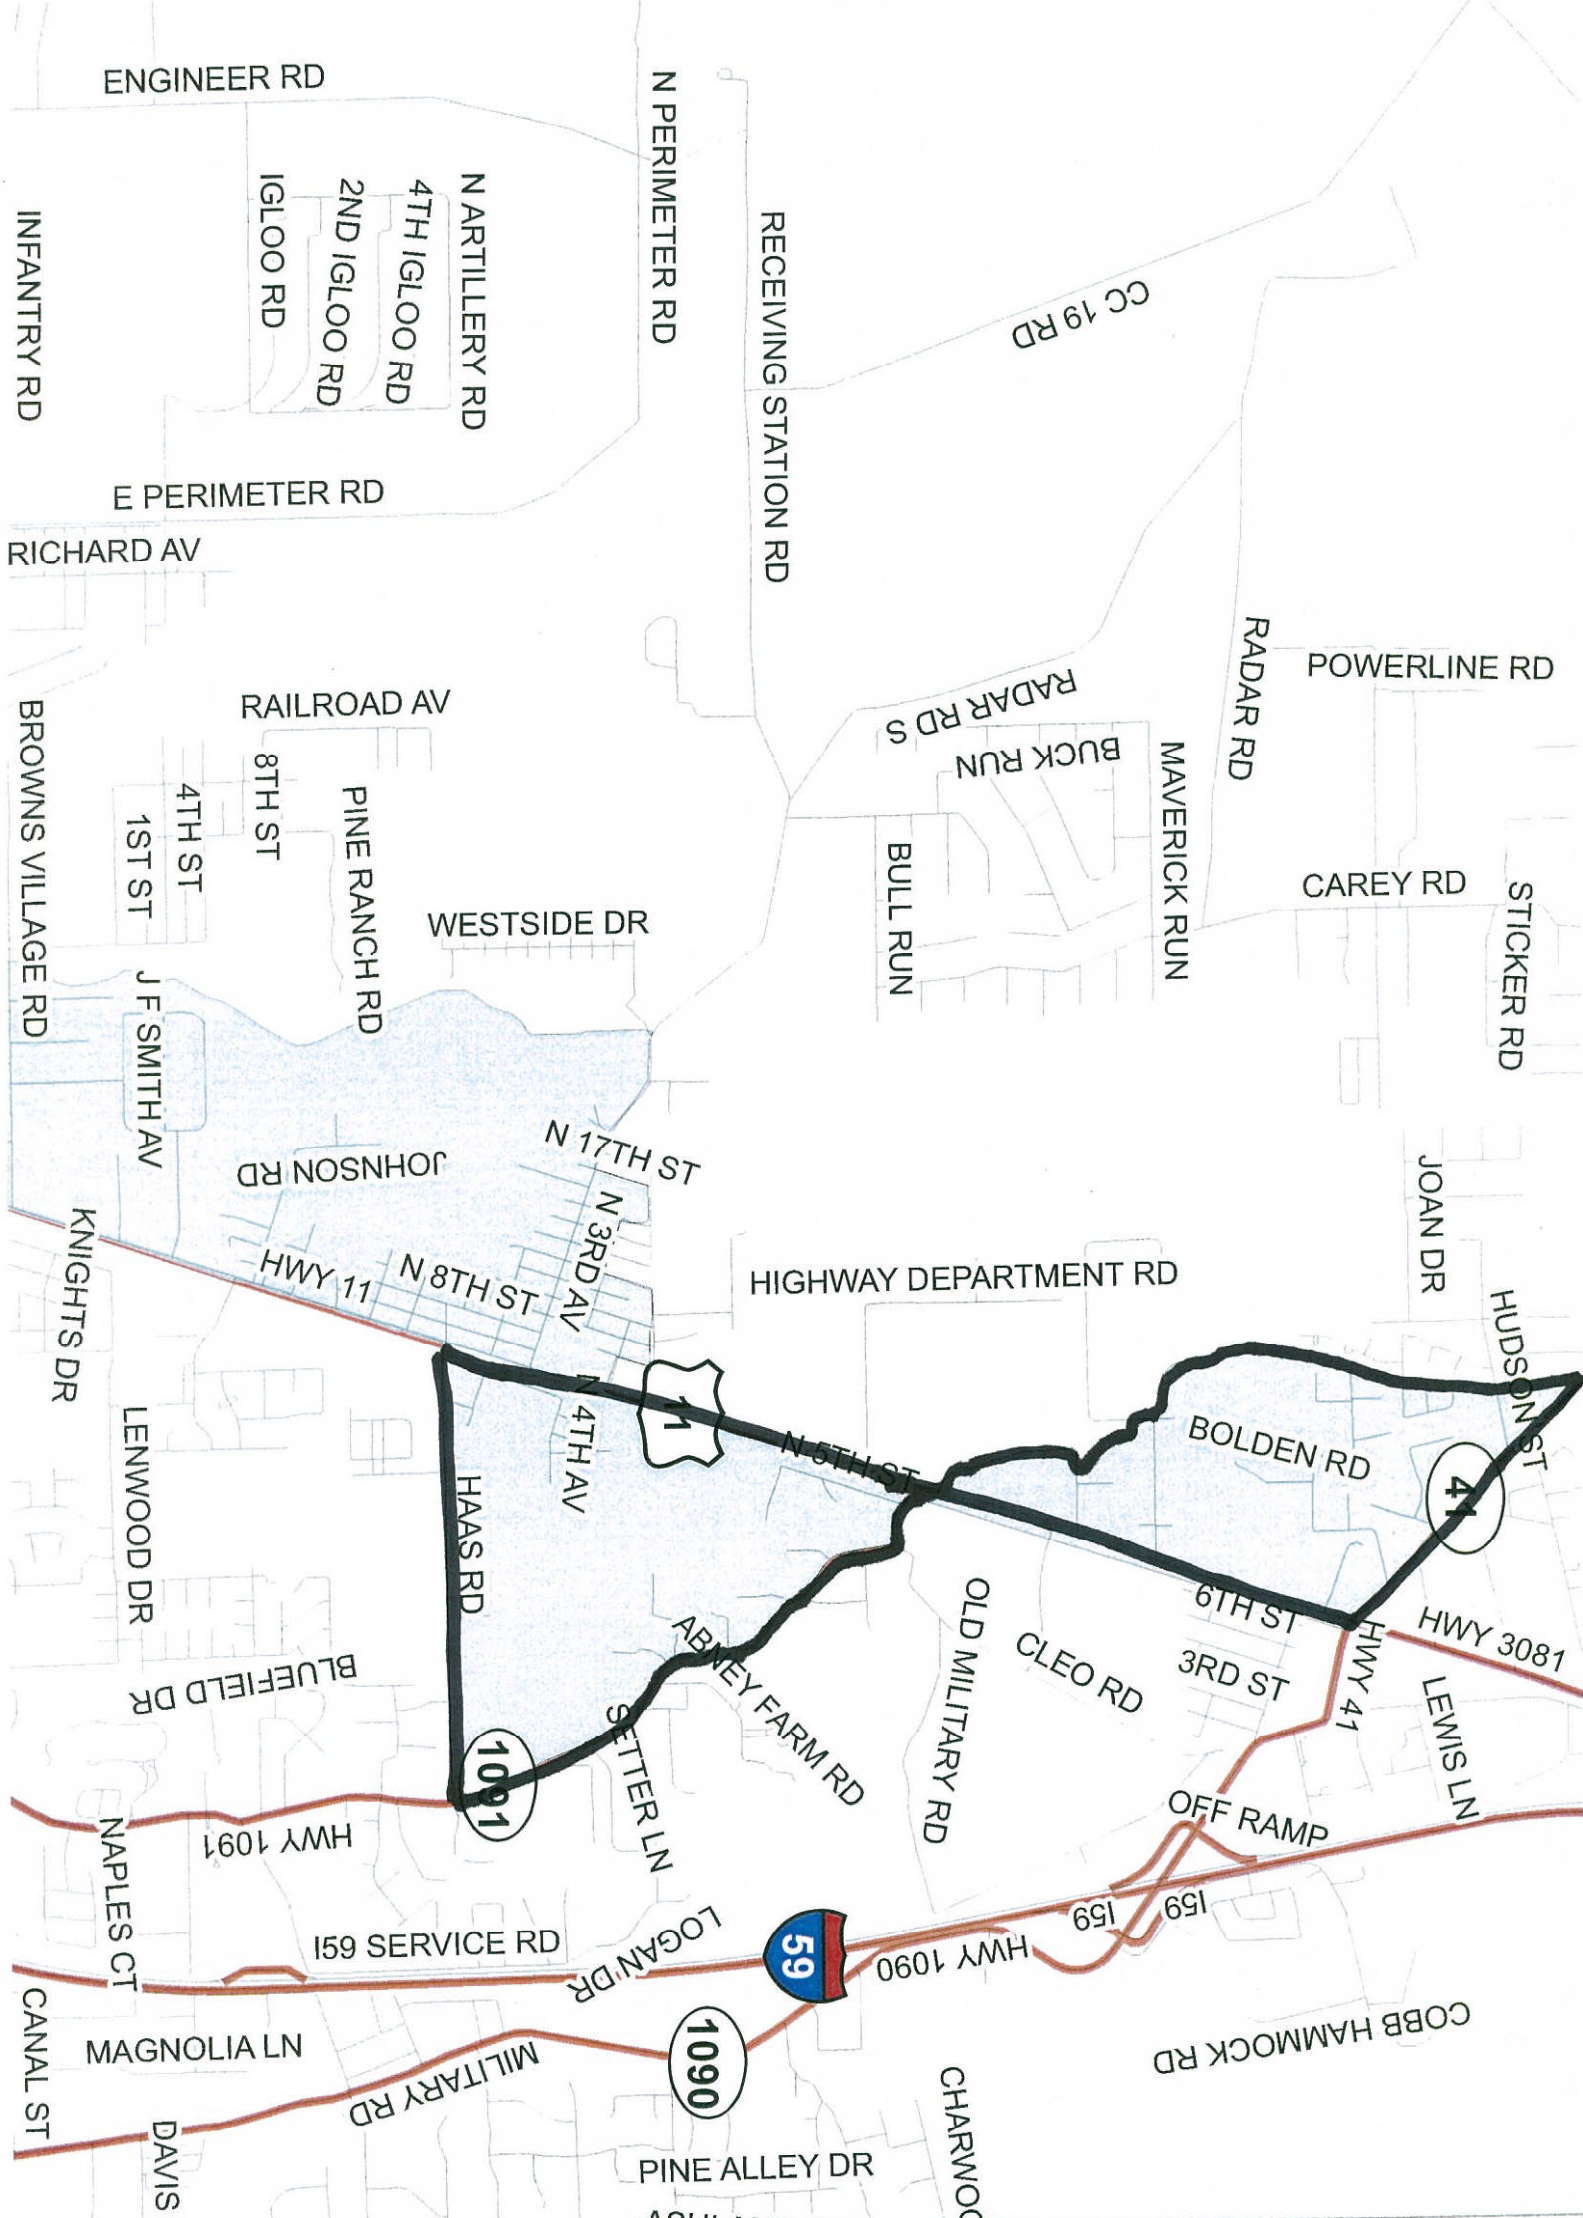 ENGINEER RD
N PERIMETER RD
IGLOO RD
2ND IGLOO RD
4TH IGLOO RD
N ARTILLERY RD
INFANTRY RD
RECEIVING STATION RD
CC 19 RD
E PERIMETER RD
RICHARD AV
RAILROAD AV
RADAR RD S
RADAR RD
POWERLINE RD
BUCK RUN
MAVERICK RUN
BROWNS VILLAGE RD
1ST ST
4TH ST
8TH ST
PINE RANCH RD
WESTSIDE DR
BULL RUN
CAREY RD
STICKER RD
J F SMITH AV
JOHNSON RD
N 17TH ST
N 3RD AV
JOAN DR
KNIGHTS DR
HWY 11
N 8TH ST
HIGHWAY DEPARTMENT RD
HUDSON ST
11
N 4TH AV
N 5TH ST
BOLDEN RD
41
LENWOOD DR
HAAS RD
OLD MILITARY RD
6TH ST
HWY 3081
BLUEFIELD DR
ABNEY FARM RD
CLEO RD
3RD ST
HWY 41
LEWIS LN
SETTER LN
1091
HWY 1091
OFF RAMP
NAPLES CT
I59 SERVICE RD
LOGAN DR
59
HWY 1090
I59
I59
CANAL ST
MAGNOLIA LN
MILITARY RD
1090
COBB HAMMOCK RD
DAVIS
PINE ALLEY DR
CHARWOO